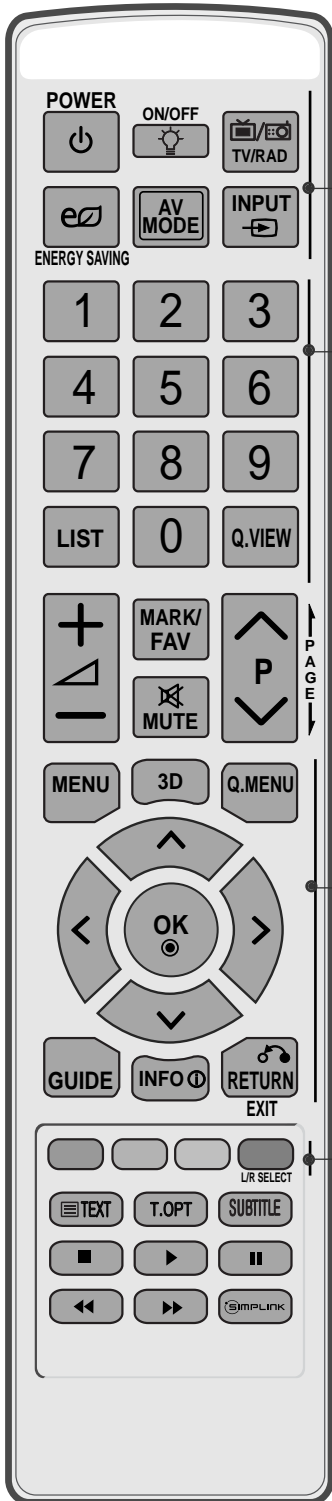 POWER
ON/OFF
TV/RAD
ENERGY SAVING
AV
MODE
INPUT
1 2 3
4 5 6
7 8 9
LIST 0 Q.VIEW
MARK/
FAV
MUTE
P
PAGE
MENU 3D Q.MENU
OK
GUIDE INFO RETURN
EXIT
L/R SELECT
TEXT T.OPT SUBTITLE
SIMPLINK